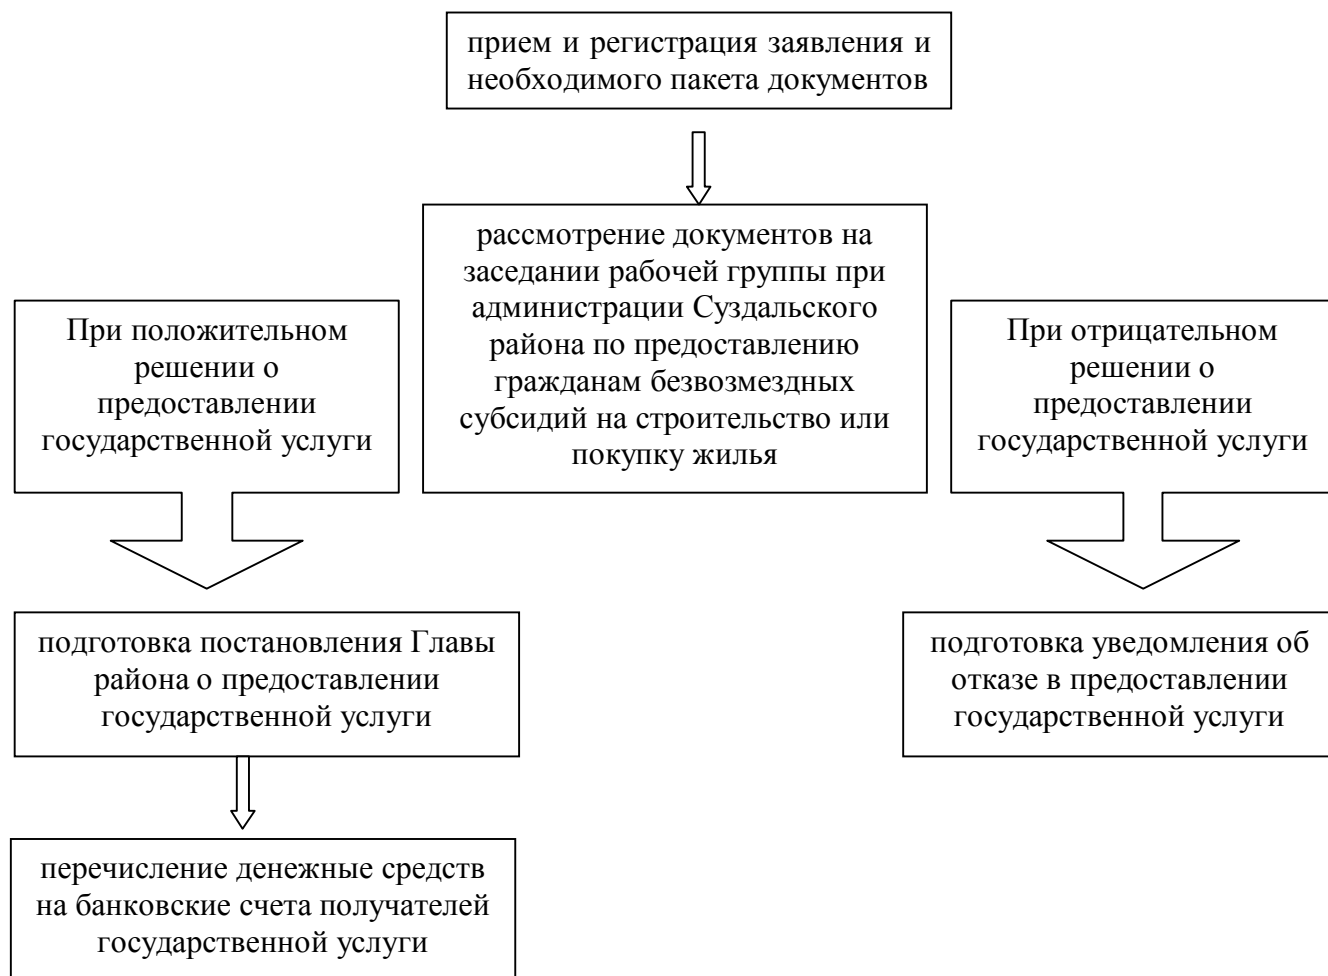 прием и регистрация заявления и
необходимого пакета документов
рассмотрение документов на
заседании рабочей группы при
администрации Суздальского
района по предоставлению
гражданам безвозмездных
субсидий на строительство или
покупку жилья
При положительном
решении о
предоставлении
государственной услуги
При отрицательном
решении о
предоставлении
государственной услуги
подготовка постановления Главы
района о предоставлении
государственной услуги
подготовка уведомления об
отказе в предоставлении
государственной услуги
перечисление денежные средств
на банковские счета получателей
государственной услуги